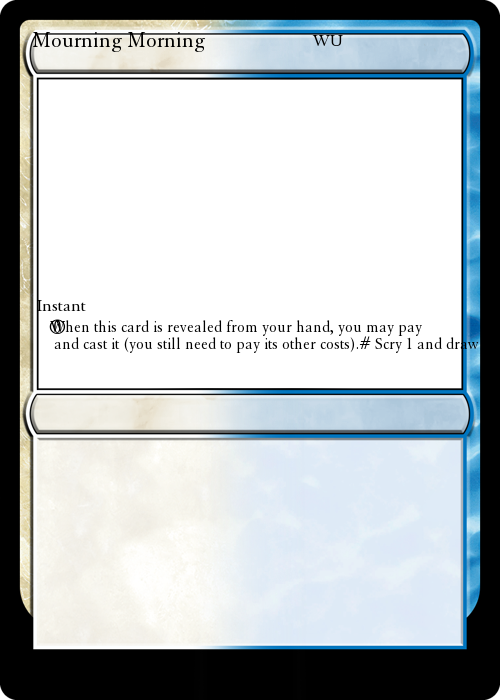 Mourning Morning WU
Instant
When this card is revealed from your hand, you may pay
and cast it (you still need to pay its other costs).# Scry 1 and draw